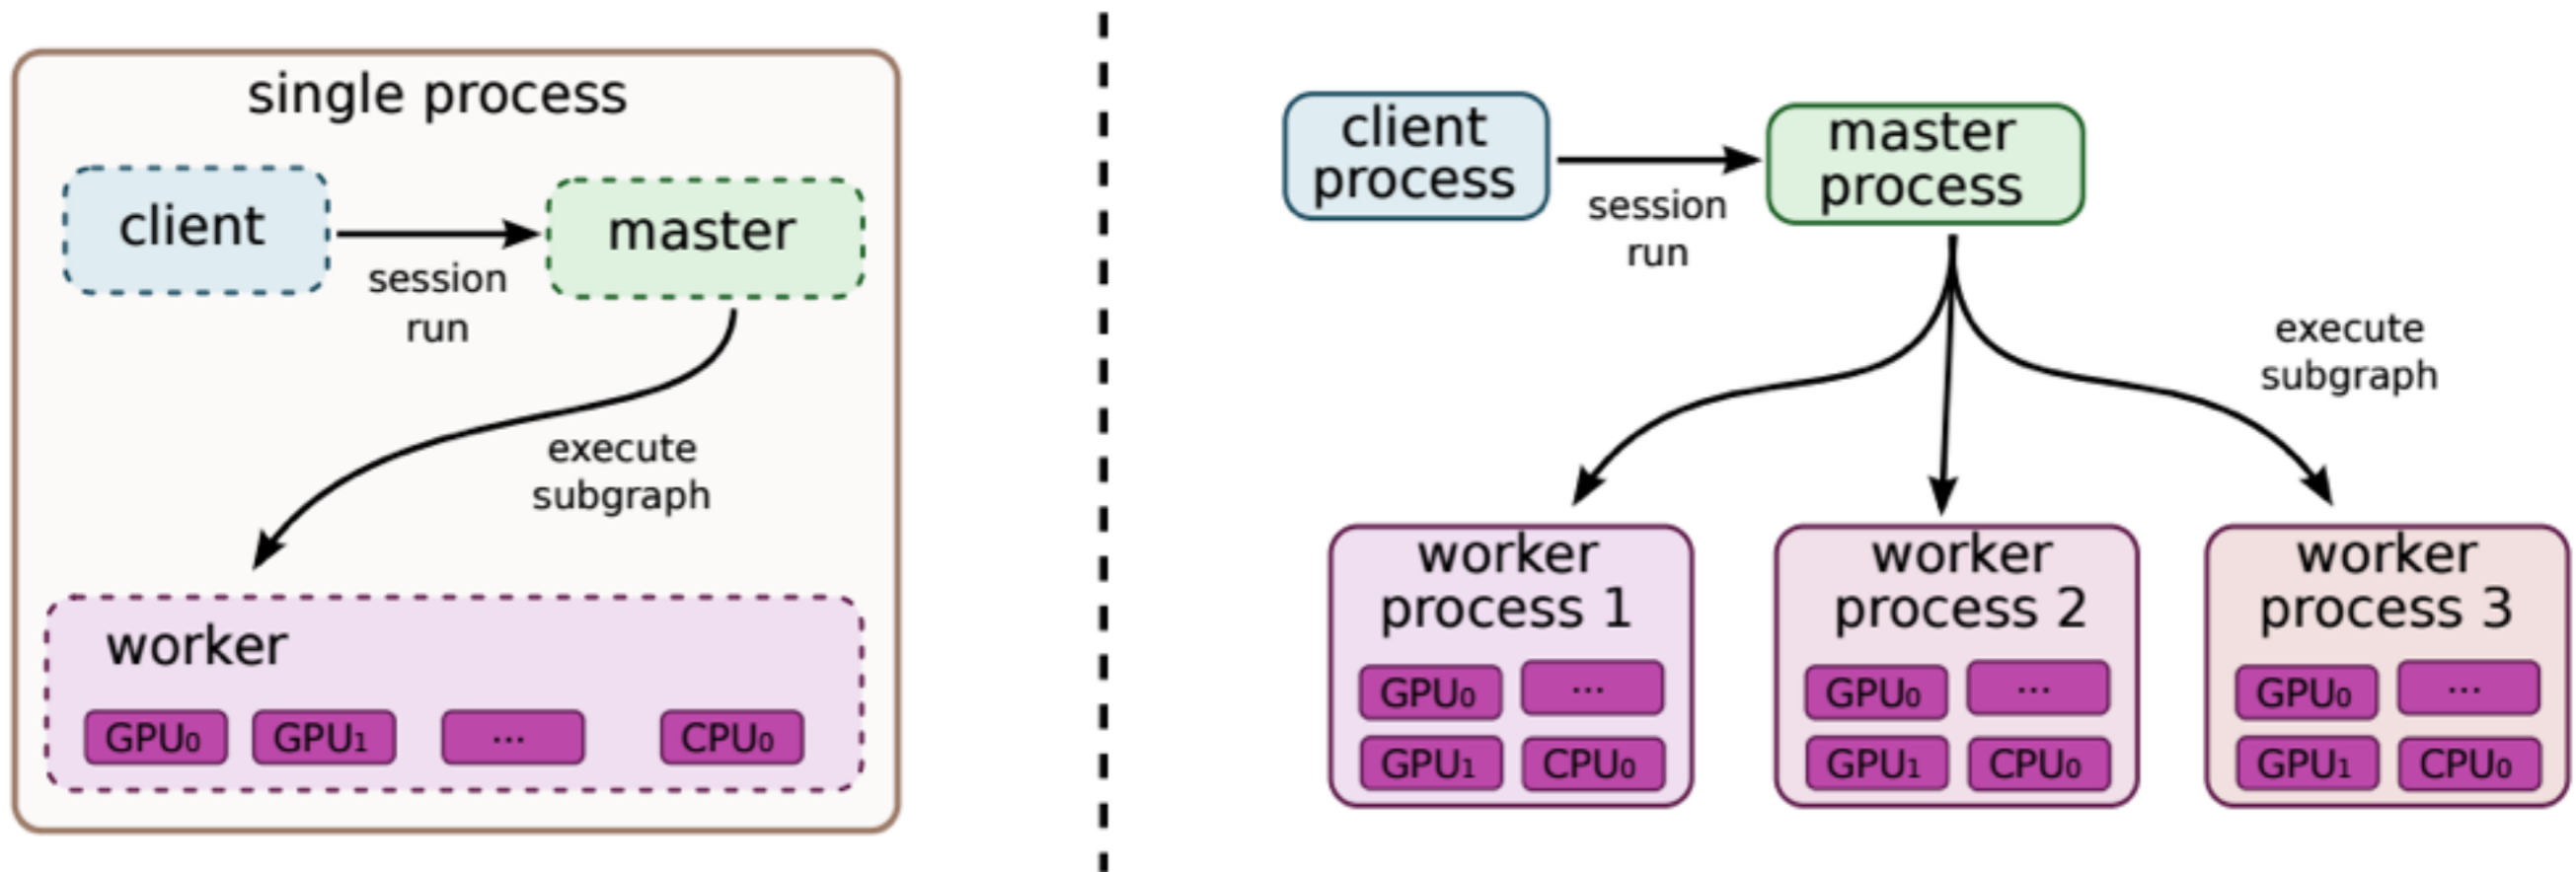 single process
client
session
run
master
execute
subgraph
worker
GPU₀ GPU₁ ... CPU₀
client
process
session
run
master
process
execute
subgraph
worker
process 1
GPU₀ ...
GPU₁ CPU₀
worker
process 2
GPU₀ ...
GPU₁ CPU₀
worker
process 3
GPU₀ ...
GPU₁ CPU₀